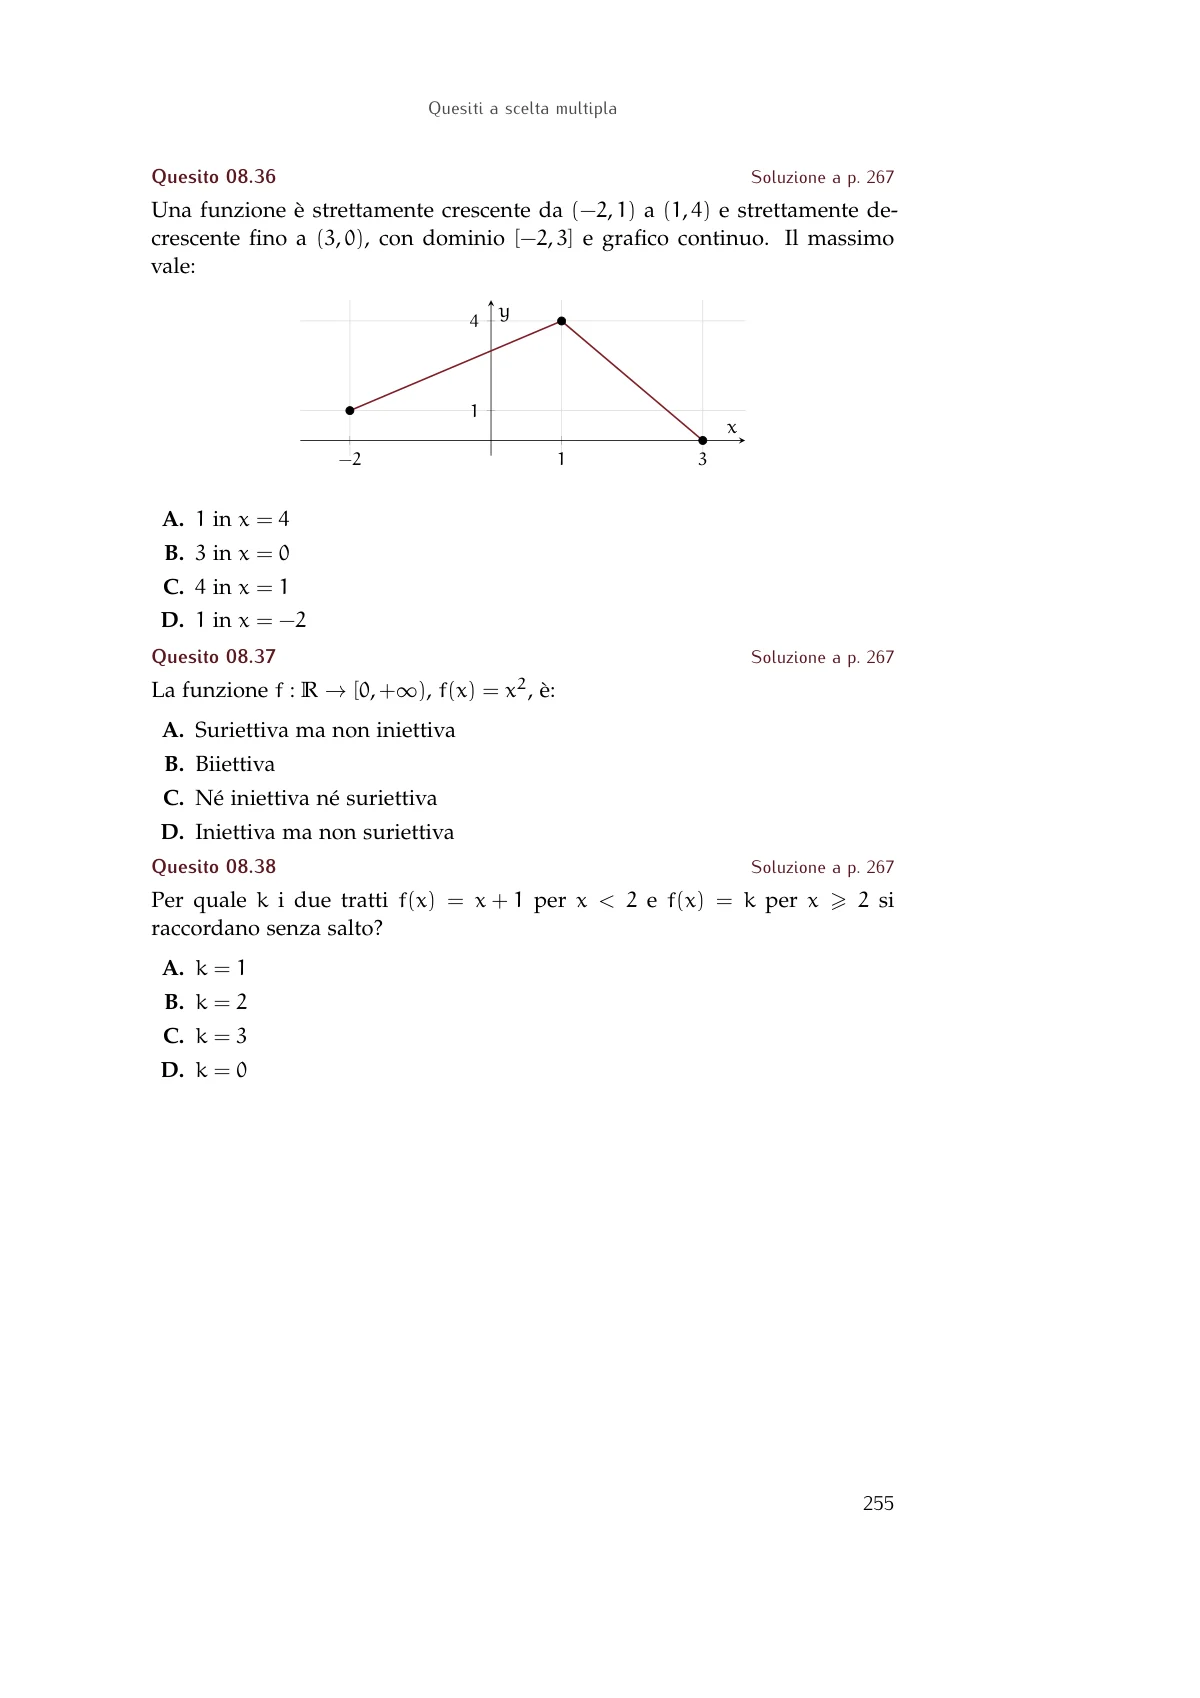 Quesiti a scelta multipla
Quesito 08.36 Soluzione a p. 267
Una funzione è strettamente crescente da (−2, 1) a (1, 4) e strettamente de-
crescente fino a (3, 0), con dominio [−2, 3] e grafico continuo. Il massimo
vale:
4 y
1
x
−2 1 3
A. 1 in x = 4
B. 3 in x = 0
C. 4 in x = 1
D. 1 in x = −2
Quesito 08.37 Soluzione a p. 267
La funzione f : ℝ → [0, +∞), f(x) = x², è:
A. Suriettiva ma non iniettiva
B. Biiettiva
C. Né iniettiva né suriettiva
D. Iniettiva ma non suriettiva
Quesito 08.38 Soluzione a p. 267
Per quale k i due tratti f(x) = x + 1 per x < 2 e f(x) = k per x ⩾ 2 si
raccordano senza salto?
A. k = 1
B. k = 2
C. k = 3
D. k = 0
255